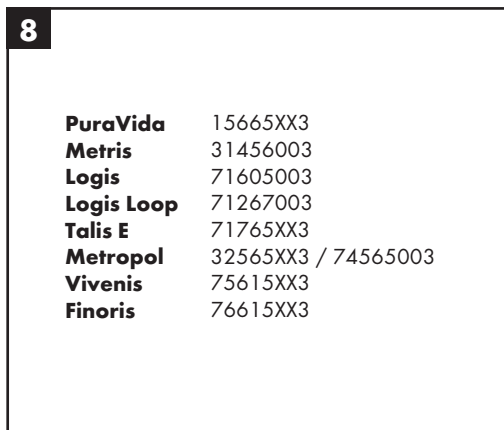 8
PuraVida 15665XX3
Metris 31456003
Logis 71605003
Logis Loop 71267003
Talis E 71765XX3
Metropol 32565XX3 / 74565003
Vivenis 75615XX3
Finoris 76615XX3